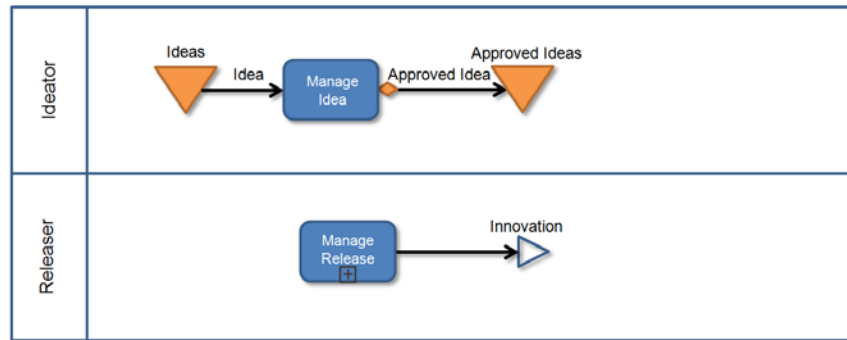 Ideator
Ideas
Idea
Manage
Idea
Approved Idea
Approved Ideas
Releaser
Manage
Release
Innovation